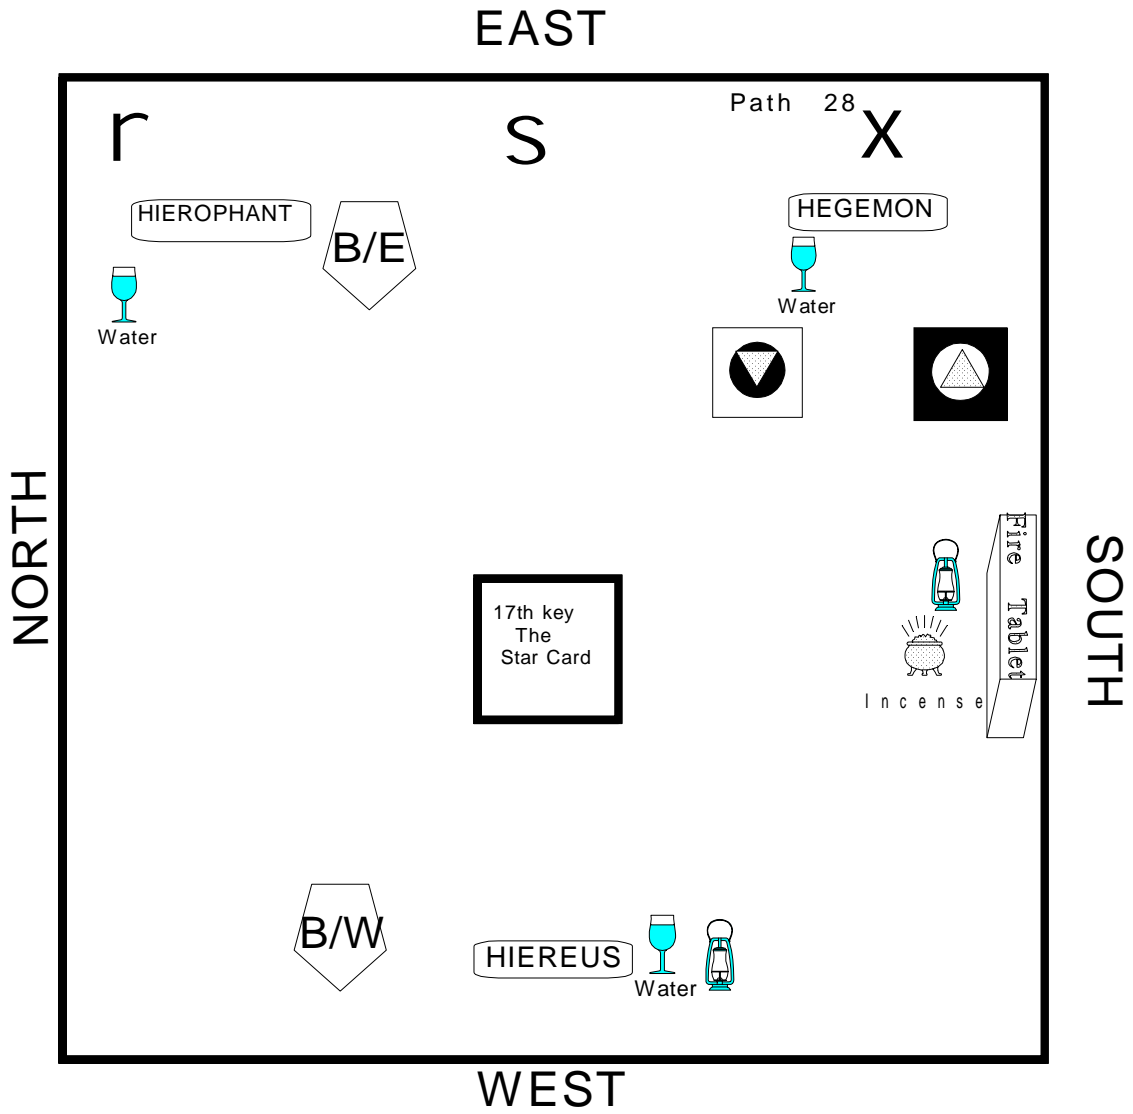 EAST
Path 28
r s X
HIEROPHANT
HEGEMON
B/E
Water
Water
NORTH
SOUTH
Fire Tablet
17th key
The
Star Card
Incense
B/W
HIEREUS
Water
WEST